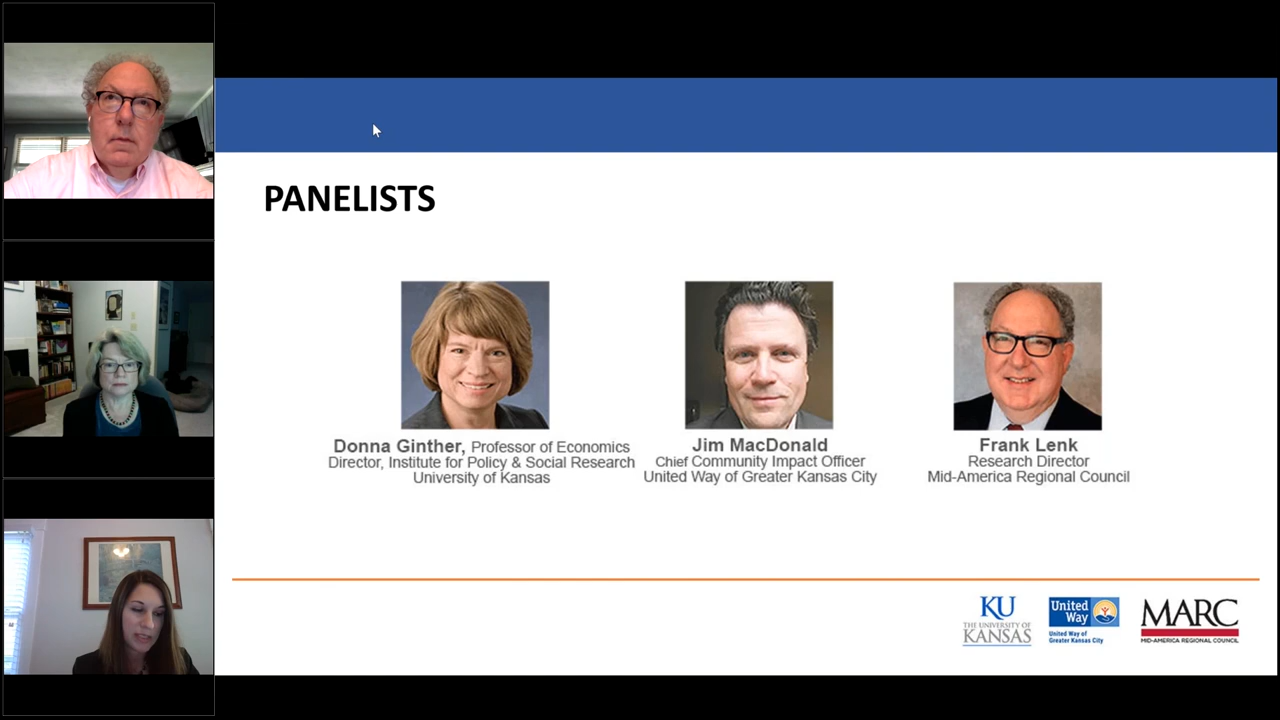 PANELISTS
Donna Ginther, Professor of Economics
Director, Institute for Policy & Social Research
University of Kansas
Jim MacDonald
Chief Community Impact Officer
United Way of Greater Kansas City
Frank Lenk
Research Director
Mid-America Regional Council
KU
THE UNIVERSITY OF
KANSAS
United
Way
United Way of
Greater Kansas City
MARC
MID-AMERICA REGIONAL COUNCIL